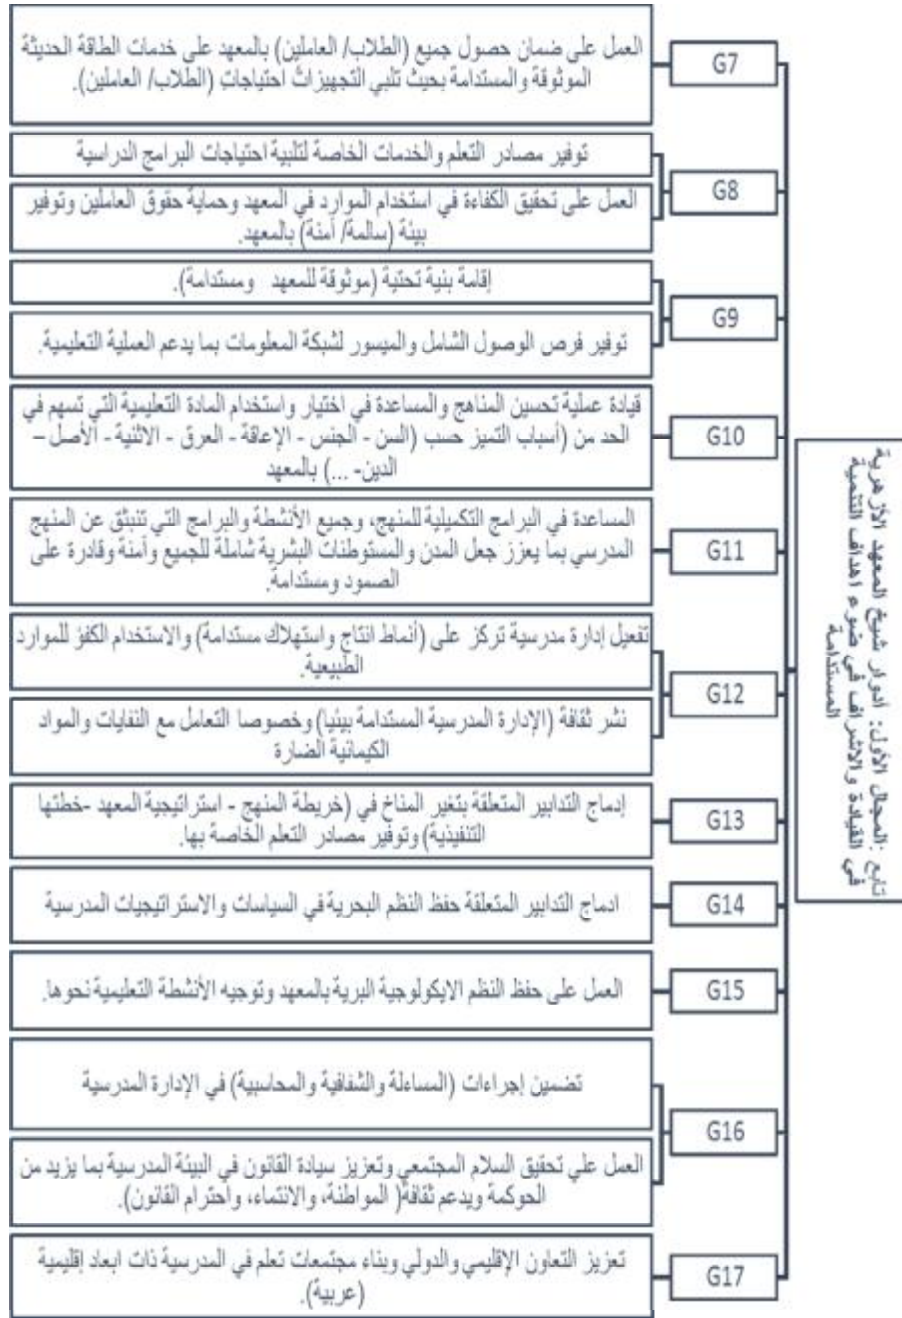 تابع :المجال الأول: أدوار شيخ المعهد الأزهرية
في القيادة والاشراف في ضوء اهداف التنمية
المستدامة
G7
العمل على ضمان حصول جميع (الطلاب/ العاملين) بالمعهد على خدمات الطاقة الحديثة
الموثوقة والمستدامة بحيث تلبي التجهيزات احتياجات (الطلاب/ العاملين).
G8
توفير مصادر التعلم والخدمات الخاصة لتلبية احتياجات البرامج الدراسية
العمل على تحقيق الكفاءة في استخدام الموارد في المعهد وحماية حقوق العاملين وتوفير
بيئة (سالمة/ آمنة) بالمعهد.
G9
إقامة بنية تحتية (موثوقة للمعهد ومستدامة).
توفير فرص الوصول الشامل والميسور لشبكة المعلومات بما يدعم العملية التعليمية.
G10
قيادة عملية تحسين المناهج والمساعدة في اختيار واستخدام المادة التعليمية التي تسهم في
الحد من (أسباب التميز حسب (السن - الجنس - الإعاقة - العرق - الاثنية - الأصل –
الدين- ...) بالمعهد
G11
المساعدة في البرامج التكميلية للمنهج، وجميع الأنشطة والبرامج التي تنبثق عن المنهج
المدرسي بما يعزز جعل المدن والمستوطنات البشرية شاملة للجميع وآمنة وقادرة على
الصمود ومستدامة.
G12
تفعيل إدارة مدرسية تركز على (أنماط انتاج واستهلاك مستدامة) والاستخدام الكفؤ للموارد
الطبيعية.
نشر ثقافة (الإدارة المدرسية المستدامة بيئيا) وخصوصا التعامل مع النفايات والمواد
الكيمائية الضارة
G13
إدماج التدابير المتعلقة بتغير المناخ في (خريطة المنهج - استراتيجية المعهد -خطتها
التنفيذية) وتوفير مصادر التعلم الخاصة بها.
G14
ادماج التدابير المتعلقة حفظ النظم البحرية في السياسات والاستراتيجيات المدرسية
G15
العمل على حفظ النظم الايكولوجية البرية بالمعهد وتوجيه الأنشطة التعليمية نحوها.
G16
تضمين إجراءات (المساءلة والشفافية والمحاسبية) في الإدارة المدرسية
العمل علي تحقيق السلام المجتمعي وتعزيز سيادة القانون في البيئة المدرسية بما يزيد من
الحوكمة ويدعم ثقافة( المواطنة، والانتماء، واحترام القانون).
G17
تعزيز التعاون الإقليمي والدولي وبناء مجتمعات تعلم في المدرسية ذات ابعاد إقليمية
(عربية).